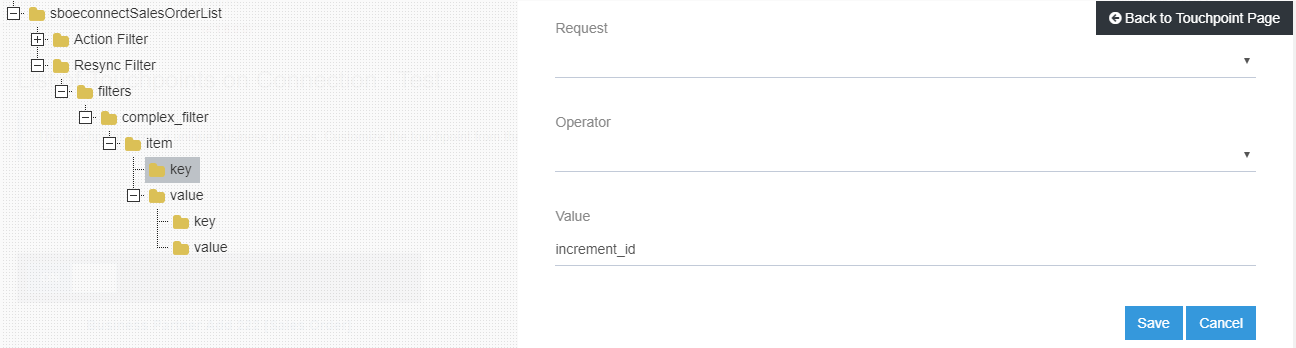 sboeconnectSalesOrderList
Action Filter
Resync Filter
filters
complex_filter
item
key
value
key
value
Back to Touchpoint Page
Request
Operator
Value
increment_id
Save
Cancel